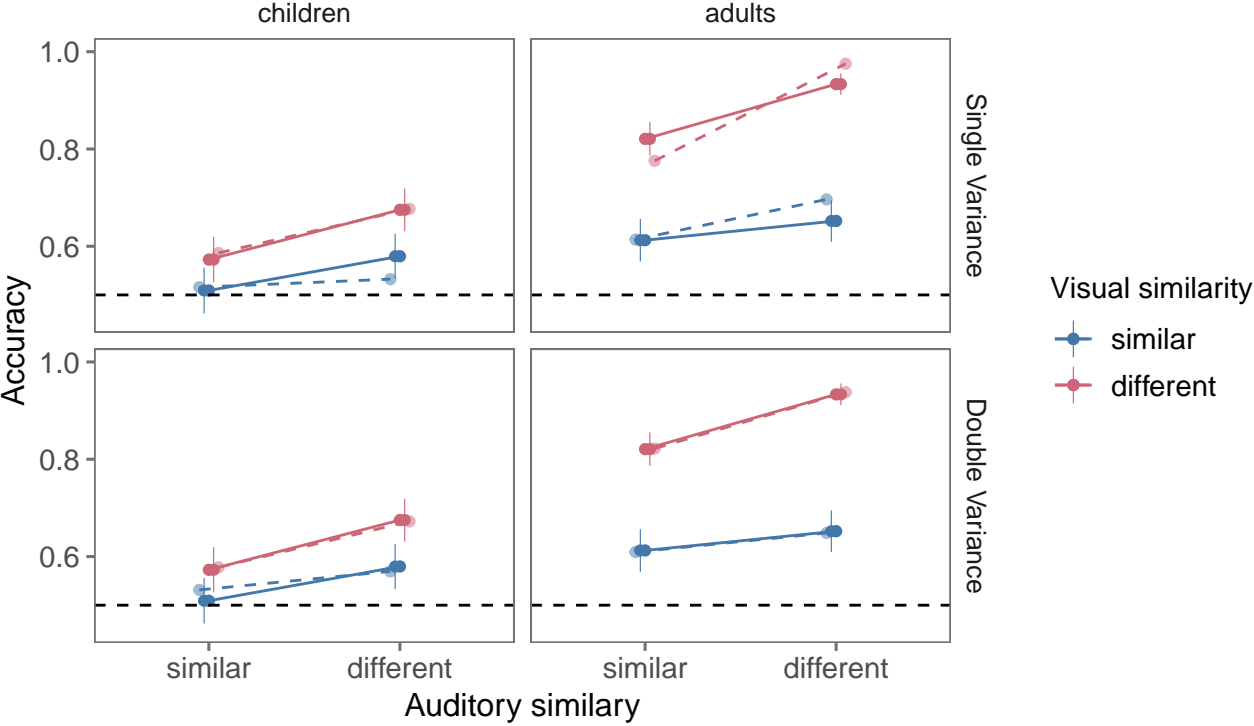 children
adults
1.0
0.8
0.6
Single Variance
Accuracy
1.0
0.8
0.6
Double Variance
similar
different
similar
different
Auditory similary
Visual similarity
similar
different